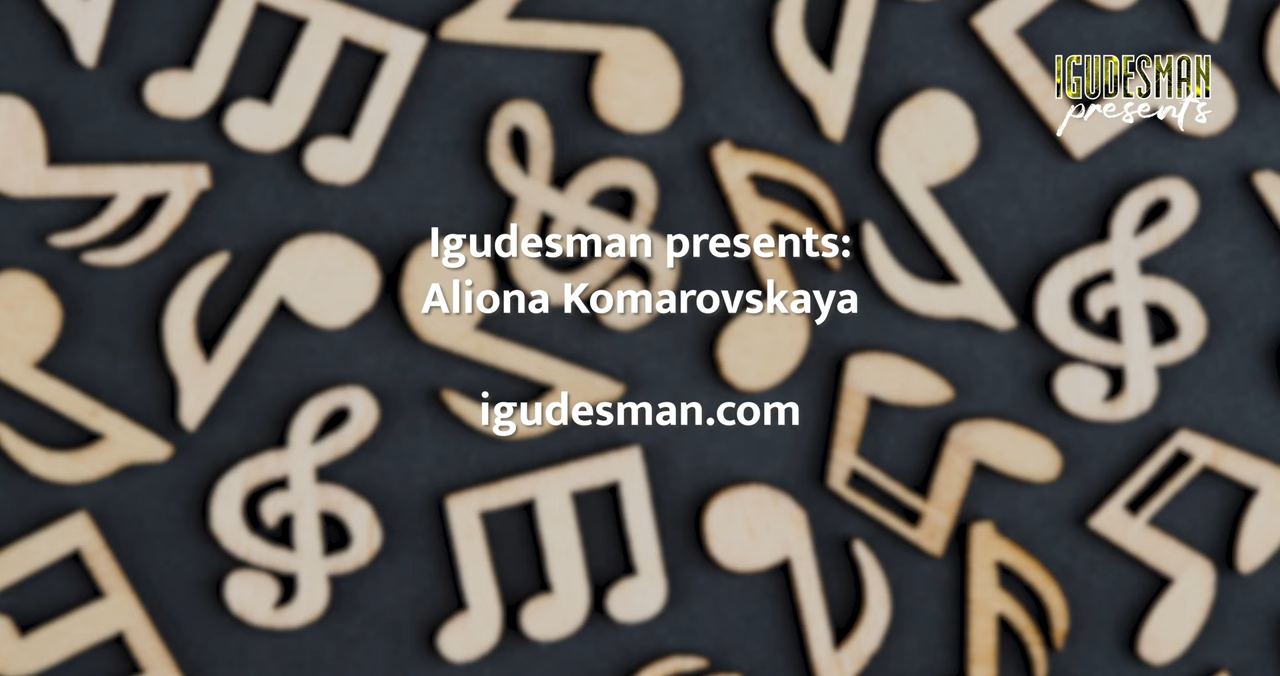 IGUDESMAN
presents
Igudesman presents:
Aliona Komarovskaya
igudesman.com